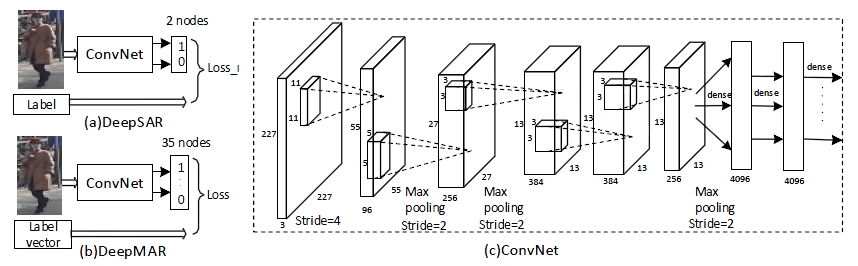 2 nodes
ConvNet
1
0
Loss_i
Label
(a)DeepSAR
35 nodes
ConvNet
1
0
Loss
Label
vector
(b)DeepMAR
227
227
3
11
11
Stride=4
55
55
96
5
5
Max
pooling
Stride=2
3
3
27
27
256
Max
pooling
Stride=2
3
3
13
13
384
3
3
13
13
384
13
13
256
Max
pooling
Stride=2
dense
4096
dense
4096
dense
(c)ConvNet